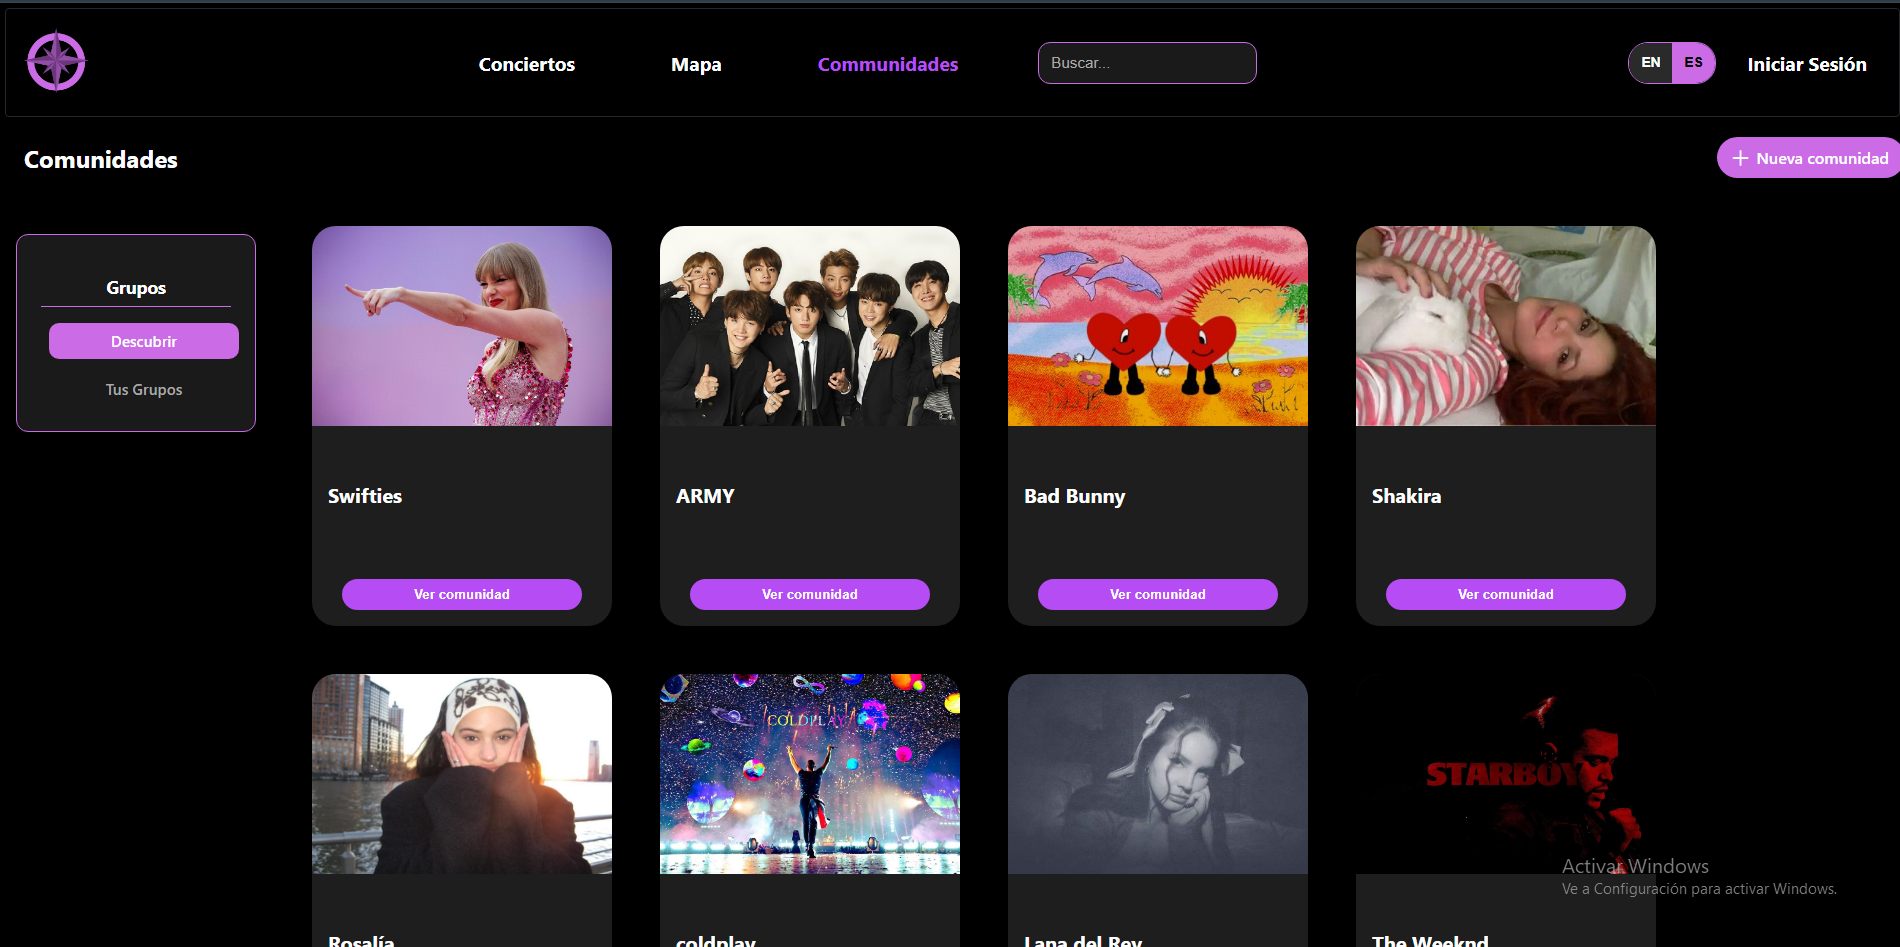 Conciertos
Mapa
Communidades
Buscar...
EN
ES
Iniciar Sesión
Comunidades
+ Nueva comunidad
Grupos
Descubrir
Tus Grupos
Swifties
Ver comunidad
ARMY
Ver comunidad
Bad Bunny
Ver comunidad
Shakira
Ver comunidad
COLDPLAY
STARBOY
Activar Windows
Ve a Configuración para activar Windows.
Rosalía
coldplay
Lana del Rey
The Weeknd